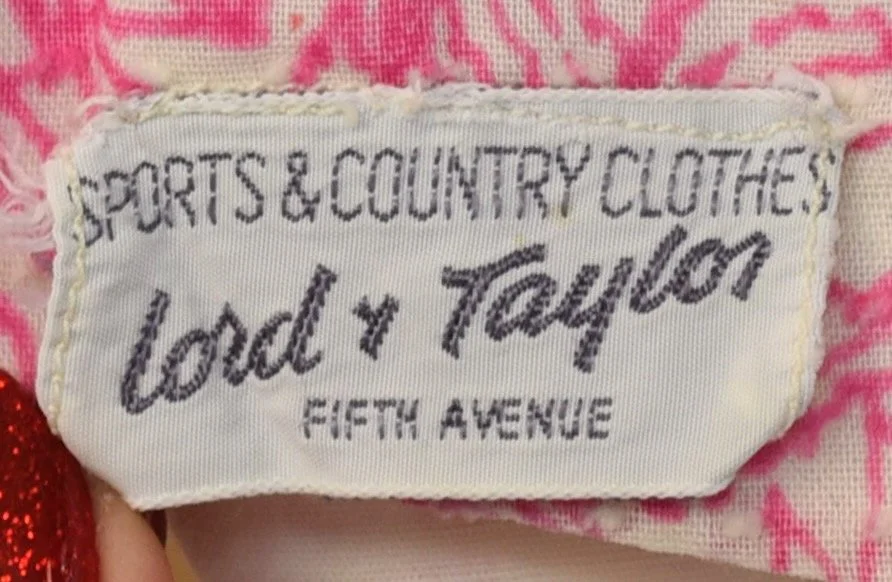 SPORTS & COUNTRY CLOTHES
Lord & Taylor
FIFTH AVENUE